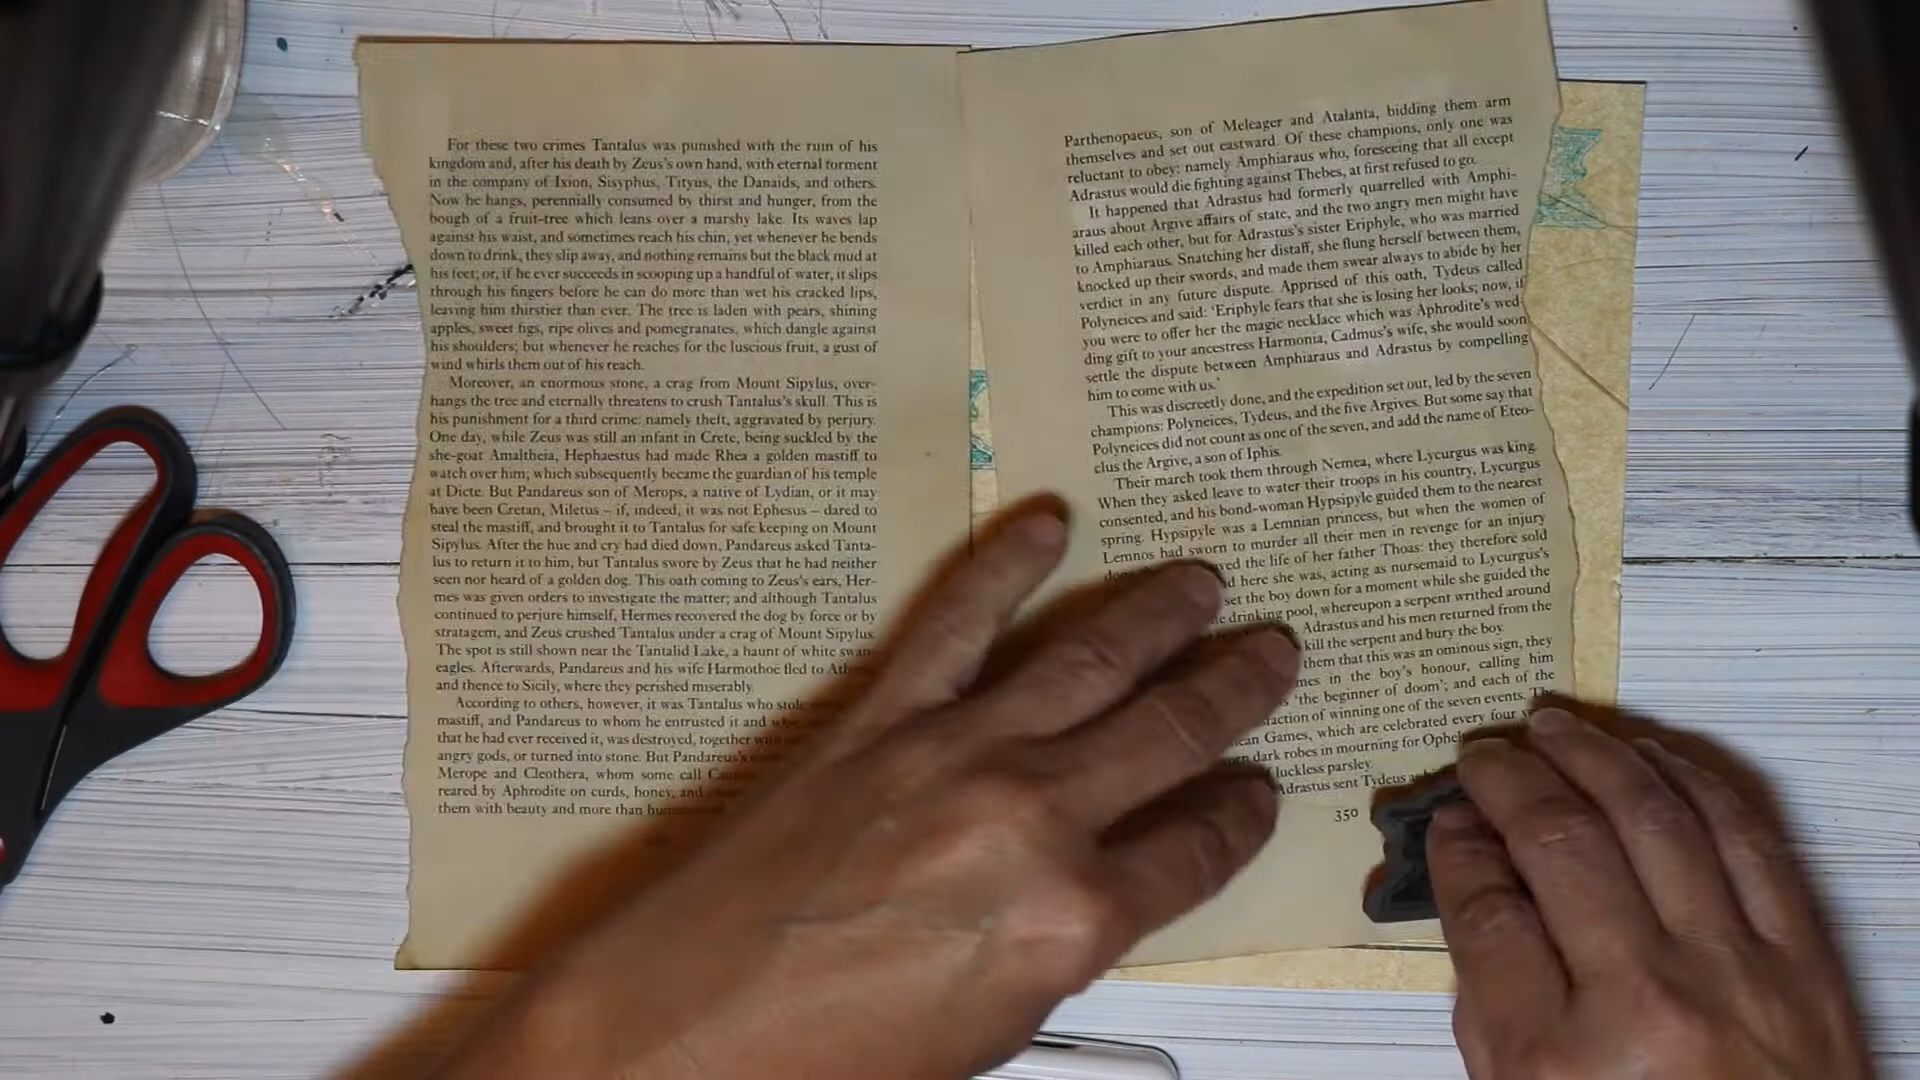 For these two crimes Tantalus was punished with the ruin of his
kingdom and, after his death by Zeus's own hand, with eternal torment
in the company of Ixion, Sisyphus, Tityus, the Danaids, and others.
Now he hangs, perennially consumed by thirst and hunger, from the
bough of a fruit-tree which leans over a marshy lake. Its waves lap
against his waist, and sometimes reach his chin, yet whenever he bends
down to drink, they slip away, and nothing remains but the black mud at
his feet; or, if he ever succeeds in scooping up a handful of water, it slips
through his fingers before he can do more than wet his cracked lips,
leaving him thirstier than ever. The tree is laden with pears, shining
apples, sweet figs, ripe olives and pomegranates, which dangle against
his shoulders; but whenever he reaches for the luscious fruit, a gust of
wind whirls them out of his reach.
Moreover, an enormous stone, a crag from Mount Sipylus, over-
hangs the tree and eternally threatens to crush Tantalus's skull. This is
his punishment for a third crime: namely theft, aggravated by perjury.
One day, while Zeus was still an infant in Crete, being suckled by the
she-goat Amaltheia, Hephaestus had made Rhea a golden mastiff to
watch over him; which subsequently became the guardian of his temple
at Dicte. But Pandareus son of Merops, a native of Lydian, or it may
have been Cretan, Miletus – if, indeed, it was not Ephesus – dared to
steal the mastiff, and brought it to Tantalus for safe keeping on Mount
Sipylus. After the hue and cry had died down, Pandareus asked Tanta-
lus to return it to him, but Tantalus swore by Zeus that he had neither
seen nor heard of a golden dog. This oath coming to Zeus's ears, Her-
mes was given orders to investigate the matter; and although Tantalus
continued to perjure himself, Hermes recovered the dog by force or by
stratagem, and Zeus crushed Tantalus under a crag of Mount Sipylus.
The spot is still shown near the Tantalid Lake, a haunt of white swan-
eagles. Afterwards, Pandareus and his wife Harmothoë fled to
and thence to Sicily, where they perished miserably.
According to others, however, it was Tantalus who
mastiff, and Pandareus to whom he entrusted it and
that he had ever received it, was destroyed, together
angry gods, or turned into stone. But Pandareus's
Merope and Cleothera, whom some call
reared by Aphrodite on curds, honey, and
them with beauty and more than
Parthenopaeus, son of Meleager and Atalanta, bidding them arm
themselves and set out eastward. Of these champions, only one was
reluctant to obey: namely Amphiaraus who, foreseeing that all except
Adrastus would die fighting against Thebes, at first refused to go.
It happened that Adrastus had formerly quarrelled with Amphi-
araus about Argive affairs of state, and the two angry men might have
killed each other, but for Adrastus's sister Eriphyle, who was married
to Amphiaraus. Snatching her distaff, she flung herself between them,
knocked up their swords, and made them swear always to abide by her
verdict in any future dispute. Apprised of this oath, Tydeus called
Polyneices and said: 'Eriphyle fears that she is losing her looks; now, if
you were to offer her the magic necklace which was Aphrodite's wed-
ding gift to your ancestress Harmonia, Cadmus's wife, she would soon
settle the dispute between Amphiaraus and Adrastus by compelling
him to come with us.'
This was discreetly done, and the expedition set out, led by the seven
champions: Polyneices, Tydeus, and the five Argives. But some say that
Polyneices did not count as one of the seven, and add the name of Eteo-
clus the Argive, a son of Iphis.
Their march took them through Nemea, where Lycurgus was king.
When they asked leave to water their troops in his country, Lycurgus
consented, and his bond-woman Hypsipyle guided them to the nearest
spring. Hypsipyle was a Lemnian princess, but when the women of
Lemnos had sworn to murder all their men in revenge for an injury
the life of her father Thoas: they therefore sold
here she was, acting as nursemaid to Lycurgus's
set the boy down for a moment while she guided the
drinking pool, whereupon a serpent writhed around
Adrastus and his men returned from the
kill the serpent and bury the boy.
them that this was an ominous sign, they
in the boy's honour, calling him
'the beginner of doom'; and each of the
of winning one of the seven events. The
Games, which are celebrated every four
dark robes in mourning for
luckless parsley.
Adrastus sent Tydeus
350